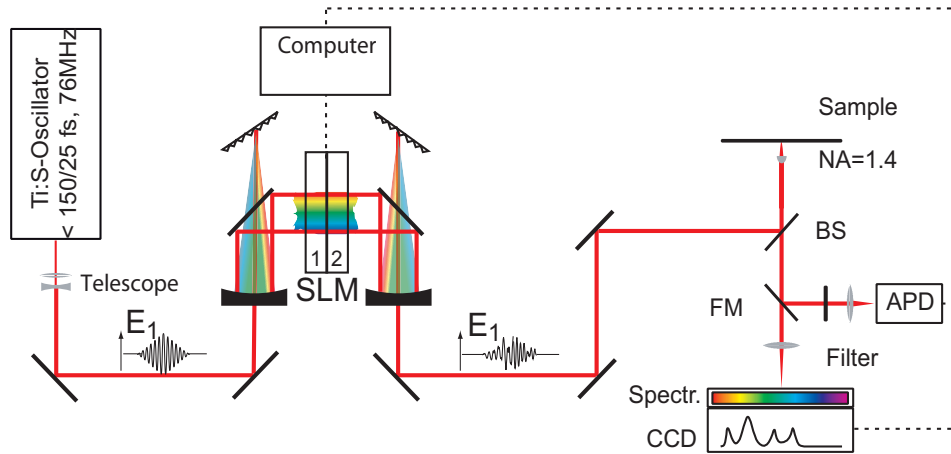 Ti:S-Oscillator
< 150/25 fs, 76MHz
Telescope
E1
Computer
1 2
SLM
E1
Sample
NA=1.4
BS
FM
APD
Filter
Spectr.
CCD